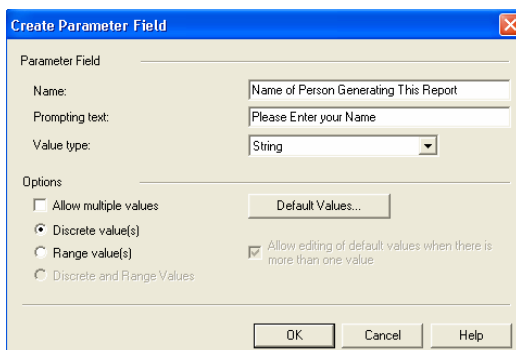 Create Parameter Field
Parameter Field
Name: Name of Person Generating This Report
Prompting text: Please Enter your Name
Value type: String
Options
Allow multiple values Default Values...
Discrete value(s)
Range value(s) Allow editing of default values when there is
more than one value
Discrete and Range Values
OK Cancel Help